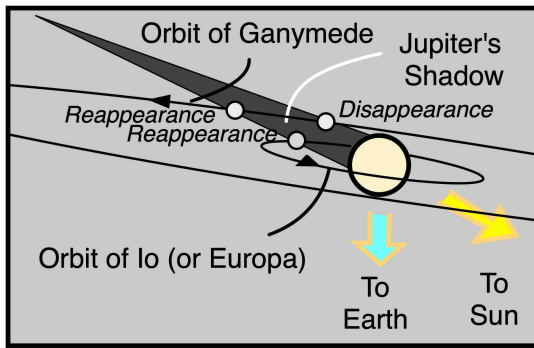 Orbit of Ganymede
Jupiter's
Shadow
Reappearance
Disappearance
Reappearance
Orbit of Io (or Europa)
To
Earth
To
Sun